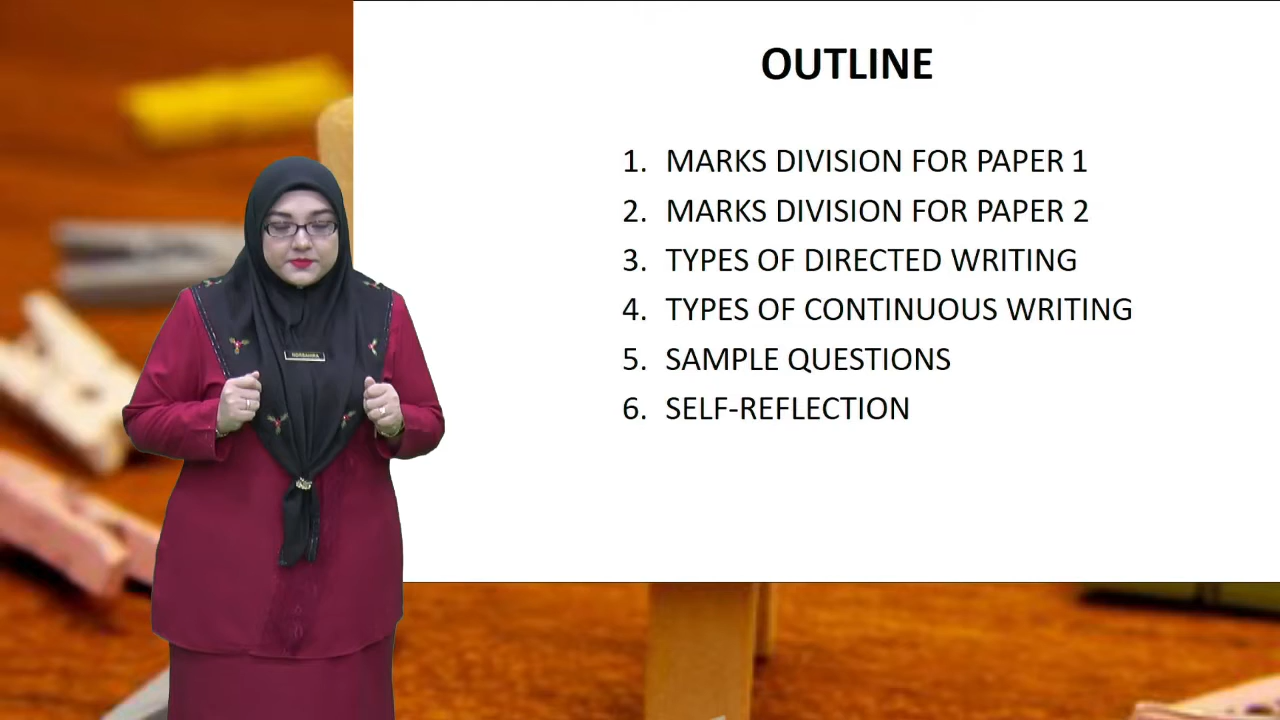 OUTLINE
1. MARKS DIVISION FOR PAPER 1
2. MARKS DIVISION FOR PAPER 2
3. TYPES OF DIRECTED WRITING
4. TYPES OF CONTINUOUS WRITING
5. SAMPLE QUESTIONS
6. SELF-REFLECTION